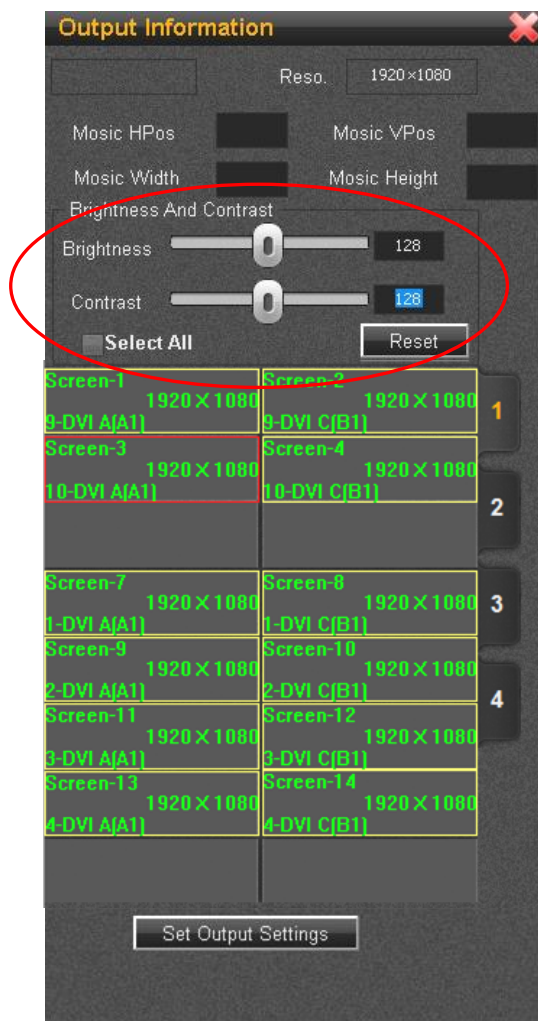 Output Information
Reso. 1920×1080
Mosic HPos Mosic VPos
Mosic Width Mosic Height
Brightness And Contrast
Brightness 128
Contrast 128
Select All Reset
Screen-1 Screen-2
1920×1080 1920×1080
9-DVI A[A1] 9-DVI C[B1]
1
Screen-3 Screen-4
1920×1080 1920×1080
10-DVI A[A1] 10-DVI C[B1]
2
Screen-7 Screen-8
1920×1080 1920×1080
3
1-DVI A[A1] 1-DVI C[B1]
Screen-9 Screen-10
1920×1080 1920×1080
2-DVI A[A1] 2-DVI C[B1]
4
Screen-11 Screen-12
1920×1080 1920×1080
3-DVI A[A1] 3-DVI C[B1]
Screen-13 Screen-14
1920×1080 1920×1080
4-DVI A[A1] 4-DVI C[B1]
Set Output Settings